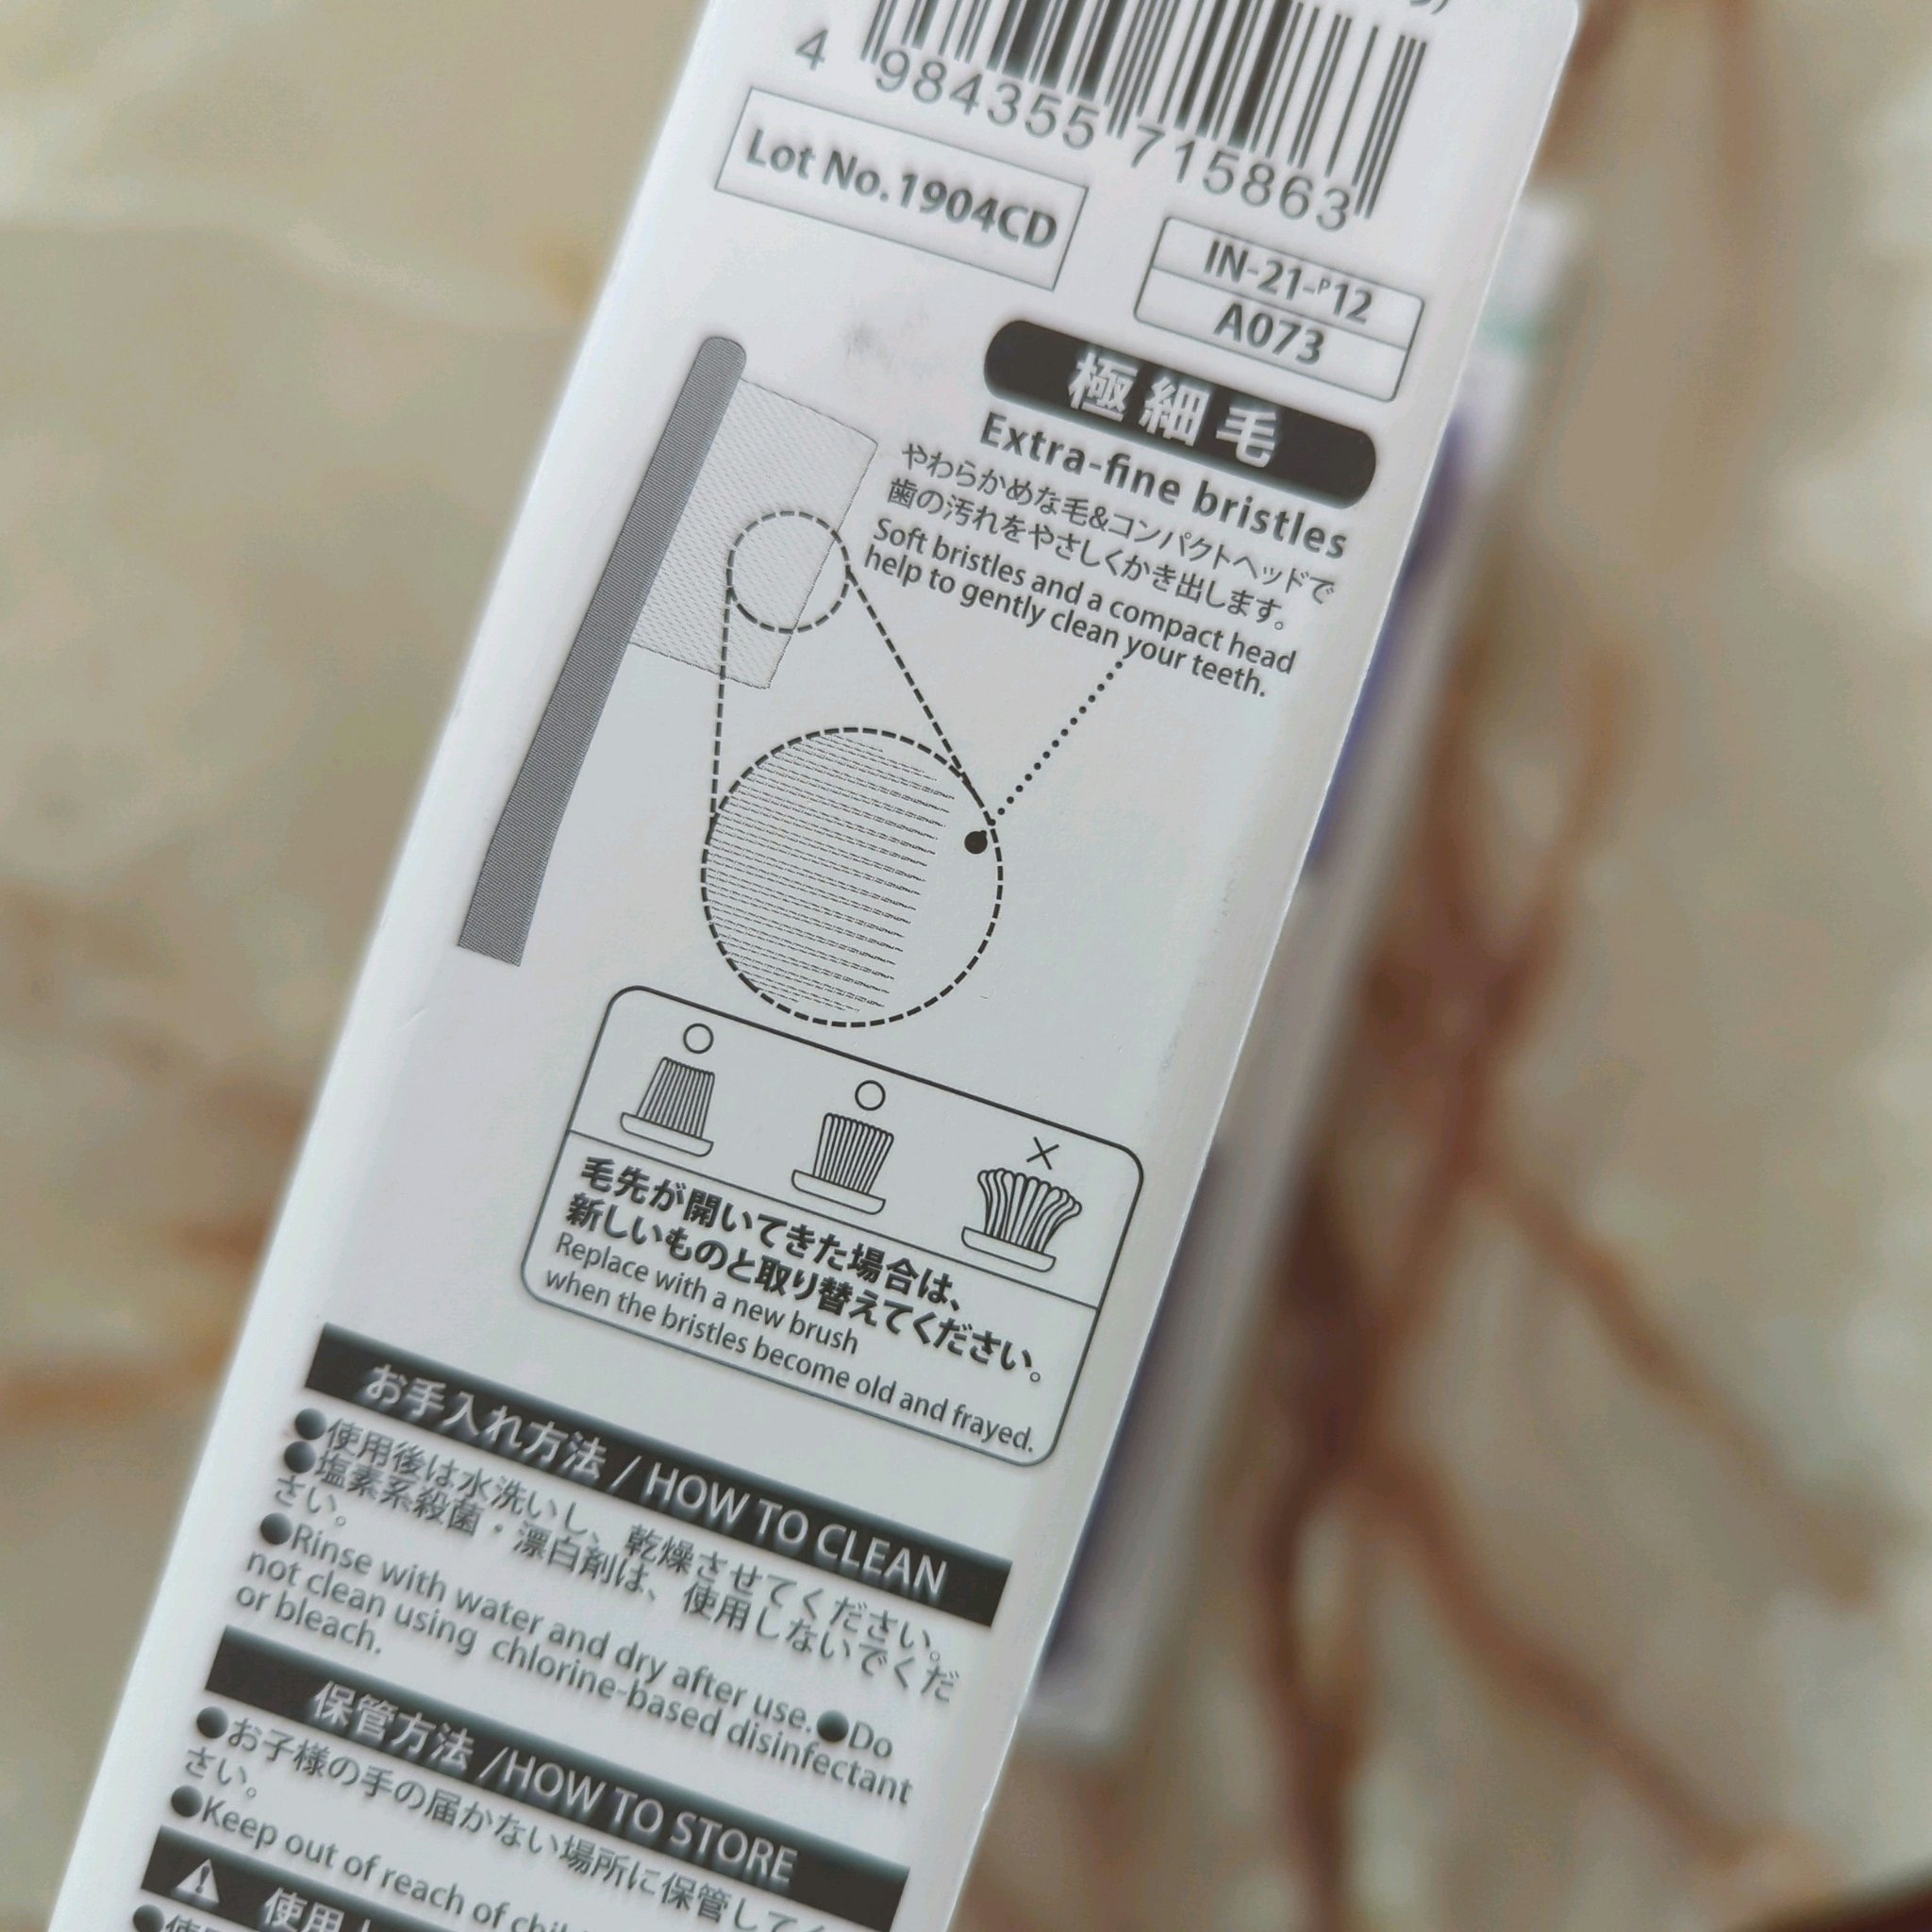 4 984355 715863
Lot No.1904CD
IN-21-P12
A073
極細毛
Extra-fine bristles
やわらかめな毛&コンパクトヘッドで
歯の汚れをやさしくかき出します。
Soft bristles and a compact head
help to gently clean your teeth.
毛先が開いてきた場合は、
新しいものと取り替えてください。
Replace with a new brush
when the bristles become old and frayed.
お手入れ方法 / HOW TO CLEAN
●使用後は水洗いし、乾燥させてください。
●塩素系殺菌・漂白剤は、使用しないでくだ
さい。
●Rinse with water and dry after use. ●Do
not clean using chlorine-based disinfectant
or bleach.
保管方法 /HOW TO STORE
●お子様の手の届かない場所に保管してく
さい。
●Keep out of reach of
使用